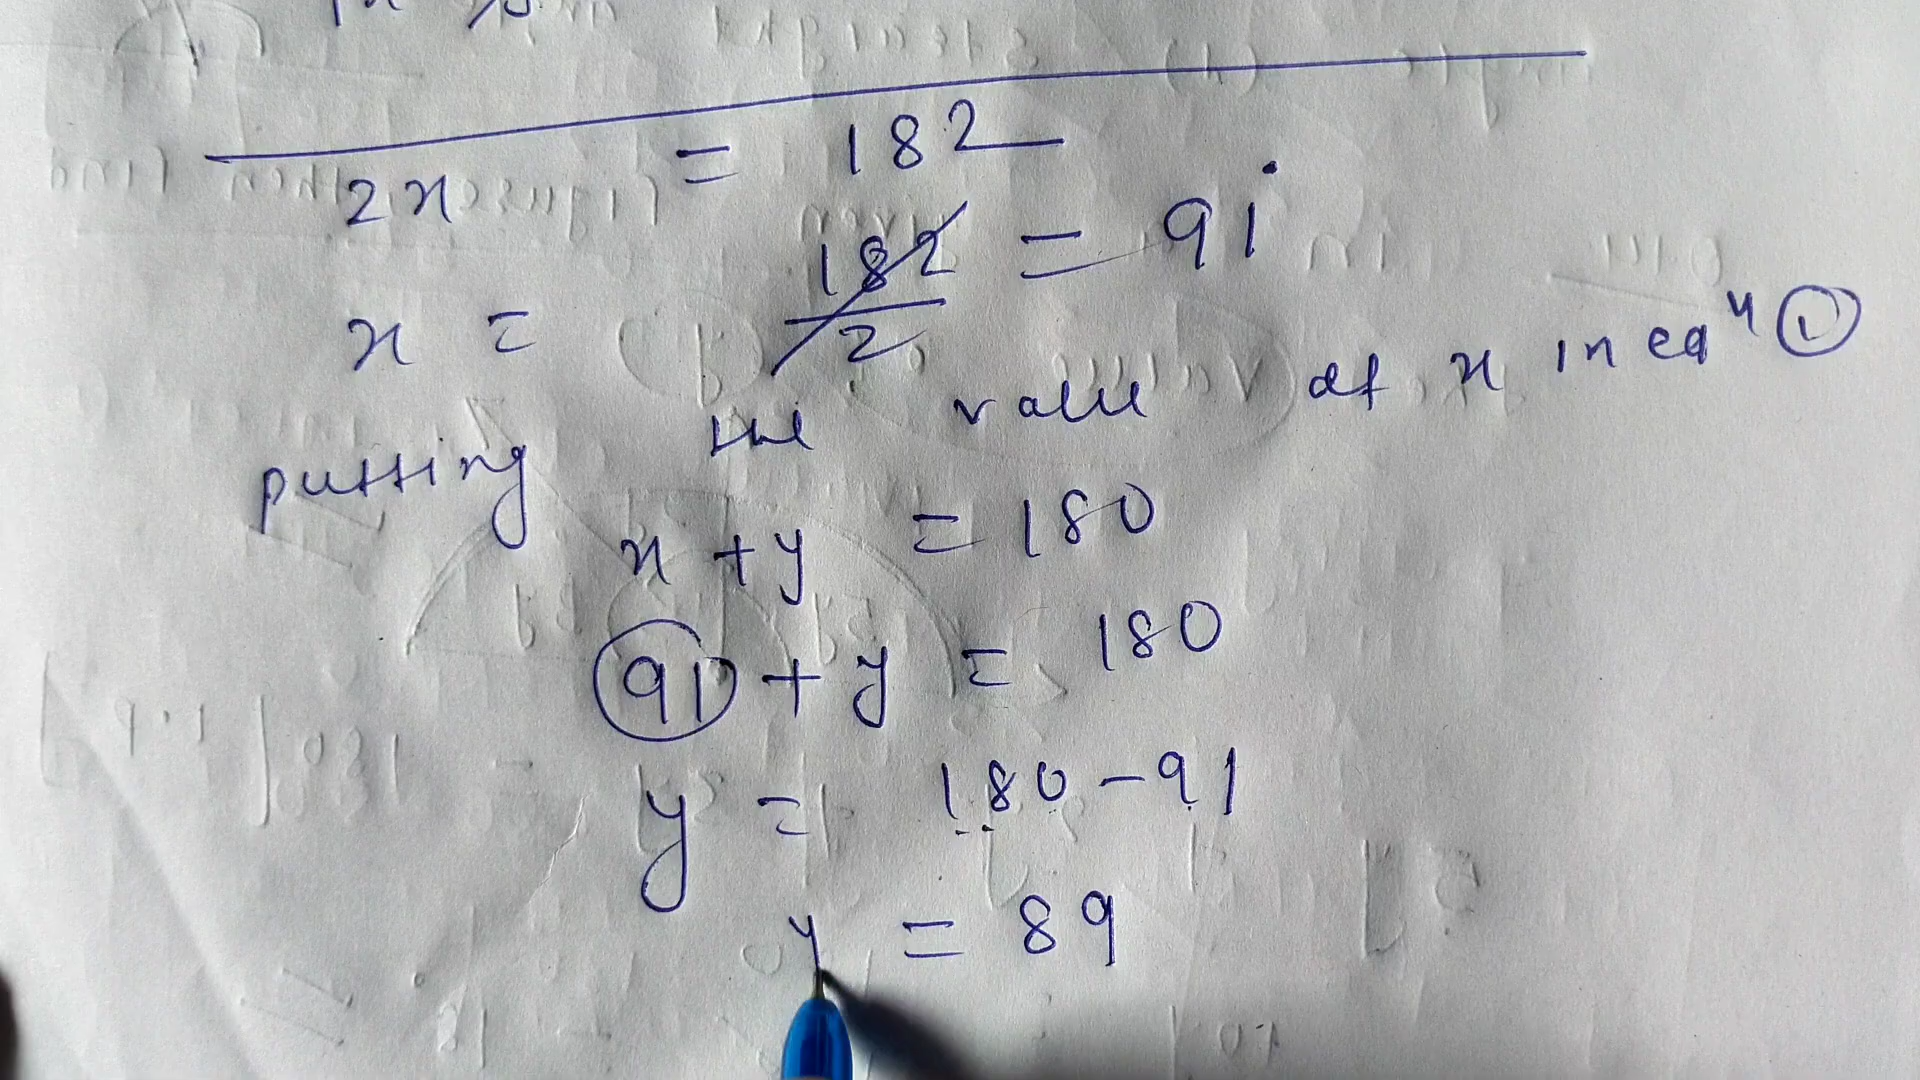 2x = 182
x = 182/2 = 91
putting the value of x in eqn ①
x + y = 180
91 + y = 180
y = 180 - 91
y = 89